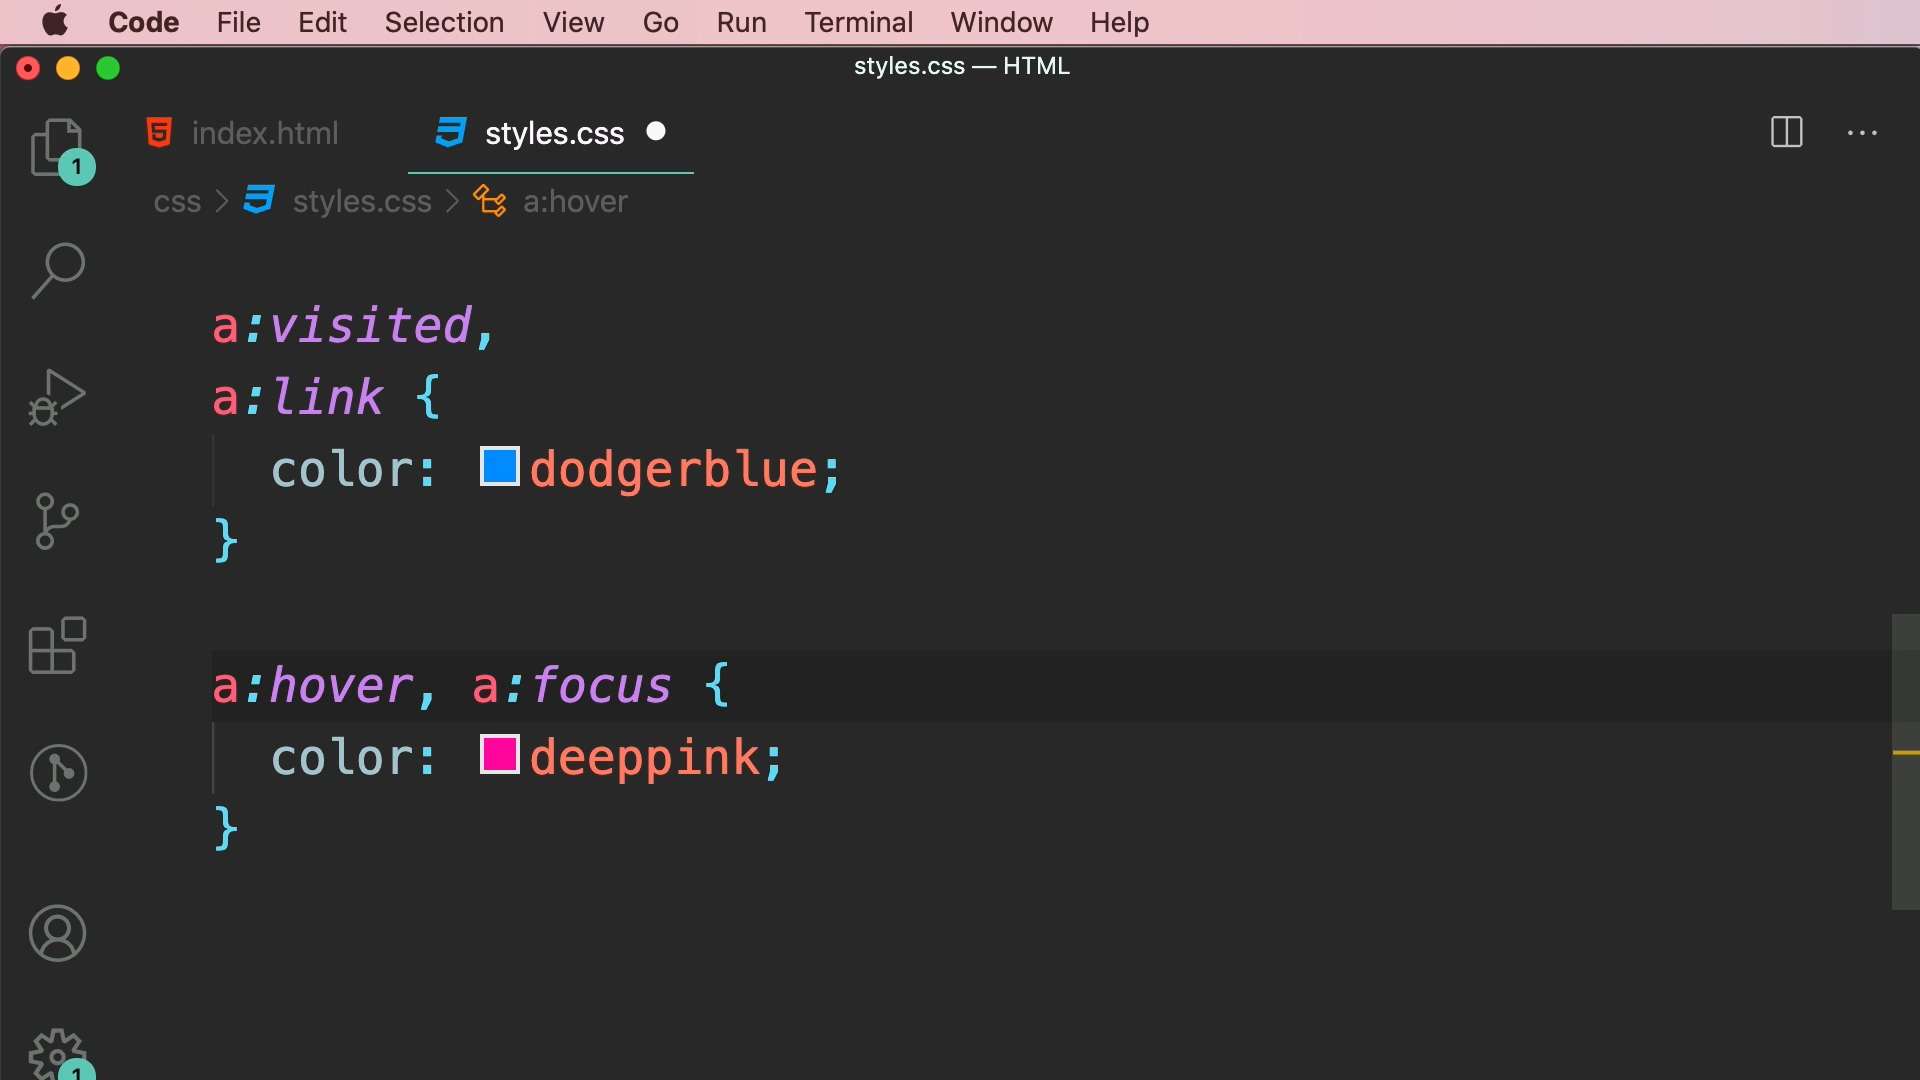 Code File Edit Selection View Go Run Terminal Window Help
styles.css — HTML
index.html styles.css
css > styles.css > a:hover
1
a:visited,
a:link {
color: dodgerblue;
}
a:hover, a:focus {
color: deeppink;
}
1